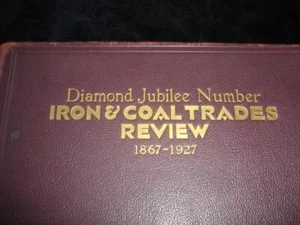 Diamond Jubilee Number
IRON & COAL TRADES
REVIEW
1867-1927